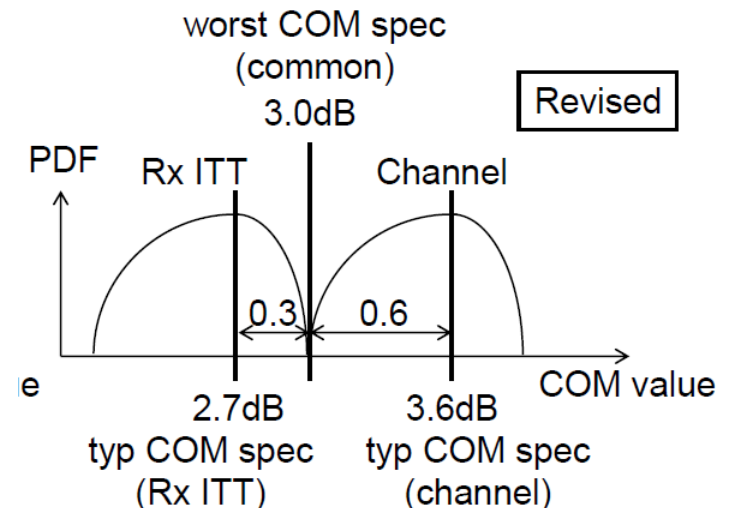 worst COM spec
(common)
3.0dB
Revised
PDF
Rx ITT
Channel
0.3
0.6
e
COM value
2.7dB
3.6dB
typ COM spec
typ COM spec
(Rx ITT)
(channel)